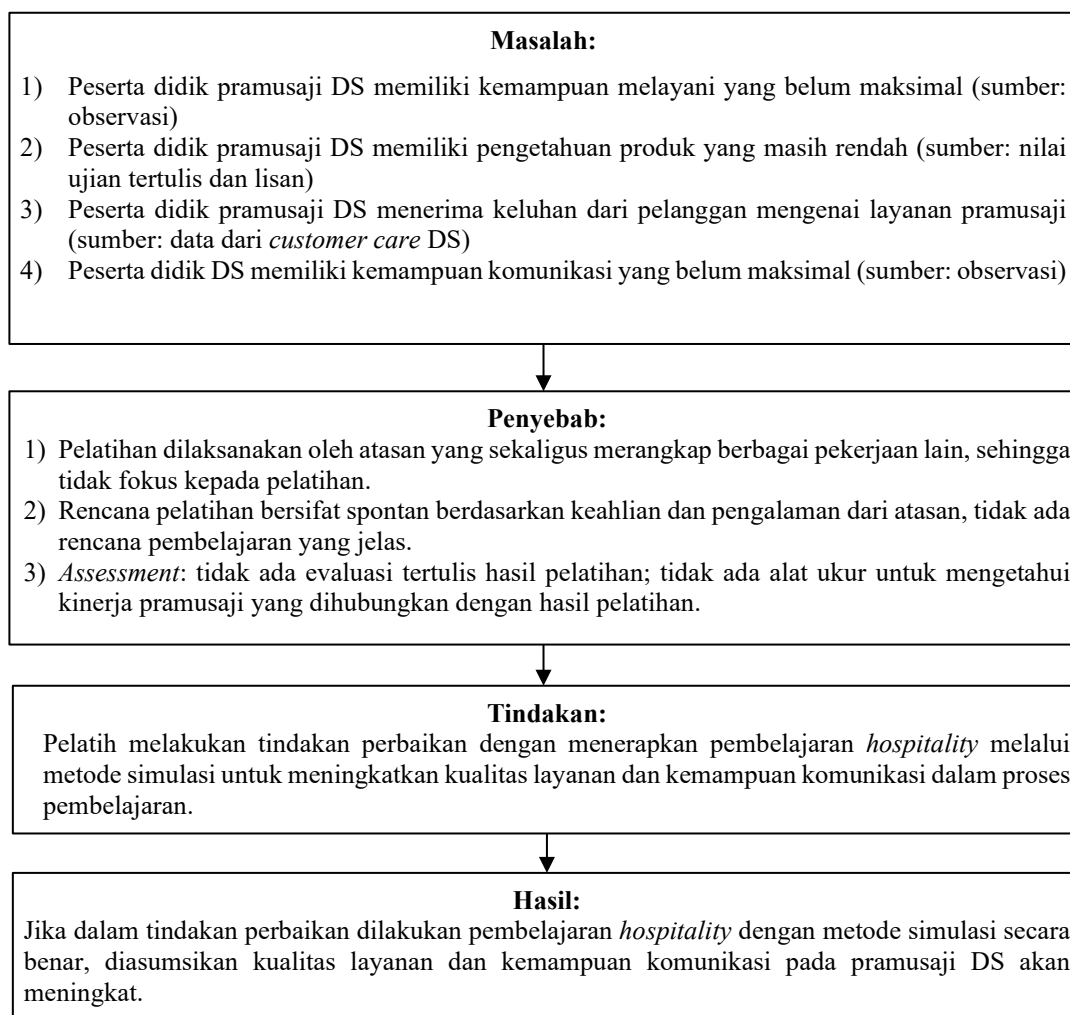 Masalah:
1) Peserta didik pramusaji DS memiliki kemampuan melayani yang belum maksimal (sumber:
observasi)
2) Peserta didik pramusaji DS memiliki pengetahuan produk yang masih rendah (sumber: nilai
ujian tertulis dan lisan)
3) Peserta didik pramusaji DS menerima keluhan dari pelanggan mengenai layanan pramusaji
(sumber: data dari customer care DS)
4) Peserta didik DS memiliki kemampuan komunikasi yang belum maksimal (sumber: observasi)
Penyebab:
1) Pelatihan dilaksanakan oleh atasan yang sekaligus merangkap berbagai pekerjaan lain, sehingga
tidak fokus kepada pelatihan.
2) Rencana pelatihan bersifat spontan berdasarkan keahlian dan pengalaman dari atasan, tidak ada
rencana pembelajaran yang jelas.
3) Assessment: tidak ada evaluasi tertulis hasil pelatihan; tidak ada alat ukur untuk mengetahui
kinerja pramusaji yang dihubungkan dengan hasil pelatihan.
Tindakan:
Pelatih melakukan tindakan perbaikan dengan menerapkan pembelajaran hospitality melalui
metode simulasi untuk meningkatkan kualitas layanan dan kemampuan komunikasi dalam proses
pembelajaran.
Hasil:
Jika dalam tindakan perbaikan dilakukan pembelajaran hospitality dengan metode simulasi secara
benar, diasumsikan kualitas layanan dan kemampuan komunikasi pada pramusaji DS akan
meningkat.